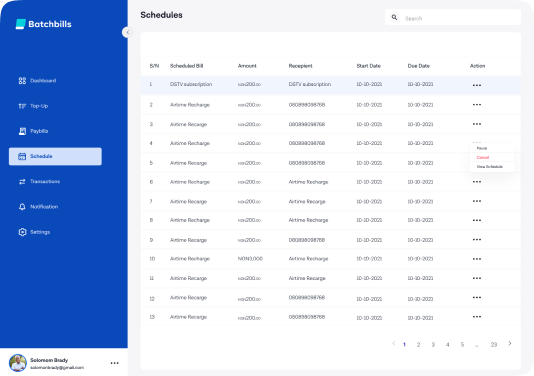 Batchbills
Dashboard
Top-Up
Paybills
Schedule
Transactions
Notification
Settings
Solomom Brady
solomonbrady@gmail.com
Schedules
Search
S/N Scheduled Bill Amount Recepient Start Date Due Date Action
1 DSTV subscription NGN200.00 DSTV subscription 10-10-2021 10-10-2021
2 Airtime Recharge NGN200.00 080898098768 10-10-2021 10-10-2021
3 Airtime Recarge NGN200.00 080898098768 10-10-2021 10-10-2021
4 Airtime Recharge NGN200.00 080898098768 10-10-2021 10-10-2021
Pause
Cancel
View Schedule
5 Airtime Recarge NGN200.00 080898098768 10-10-2021 10-10-2021
6 Airtime Recharge NGN200.00 Airtime Recharge 10-10-2021 10-10-2021
7 Airtime Recarge NGN200.00 Airtime Recarge 10-10-2021 10-10-2021
8 Airtime Recharge NGN200.00 Airtime Recharge 10-10-2021 10-10-2021
9 Airtime Recarge NGN200.00 080898098768 10-10-2021 10-10-2021
10 Airtime Recharge NGN3,000 Airtime Recharge 10-10-2021 10-10-2021
11 Airtime Recarge NGN200.00 Airtime Recarge 10-10-2021 10-10-2021
12 Airtime Recarge NGN200.00 080898098768 10-10-2021 10-10-2021
13 Airtime Recarge NGN200.00 080898098768 10-10-2021 10-10-2021
1 2 3 4 5 ... 23